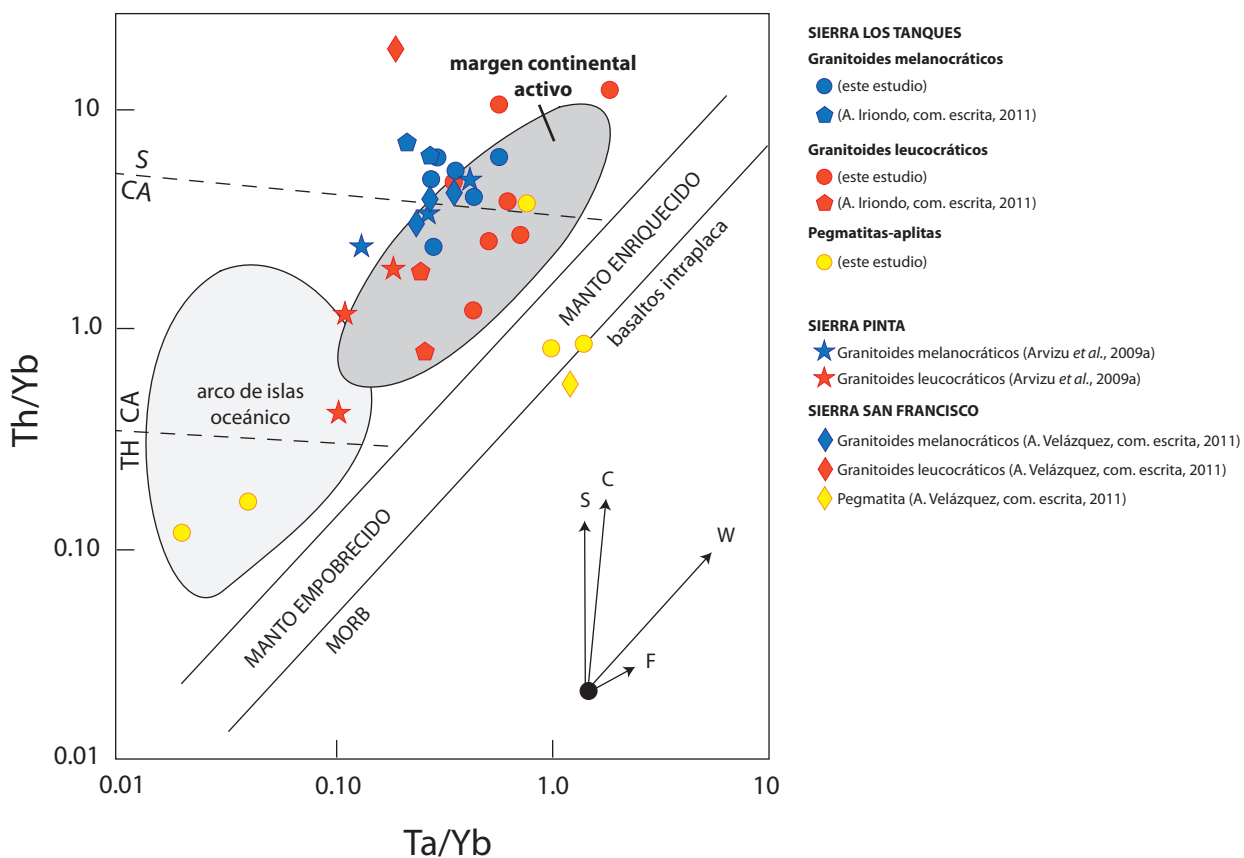 10
1.0
0.10
0.01
Th/Yb
0.01
0.10
1.0
10
Ta/Yb
S
CA
CA
TH
margen continental
activo
arco de islas
oceánico
MANTO ENRIQUECIDO
basaltos intraplaca
MANTO EMPOBRECIDO
MORB
S
C
W
F
SIERRA LOS TANQUES
Granitoides melanocráticos
(este estudio)
(A. Iriondo, com. escrita, 2011)
Granitoides leucocráticos
(este estudio)
(A. Iriondo, com. escrita, 2011)
Pegmatitas-aplitas
(este estudio)
SIERRA PINTA
Granitoides melanocráticos (Arvizu et al., 2009a)
Granitoides leucocráticos (Arvizu et al., 2009a)
SIERRA SAN FRANCISCO
Granitoides melanocráticos (A. Velázquez, com. escrita, 2011)
Granitoides leucocráticos (A. Velázquez, com. escrita, 2011)
Pegmatita (A. Velázquez, com. escrita, 2011)